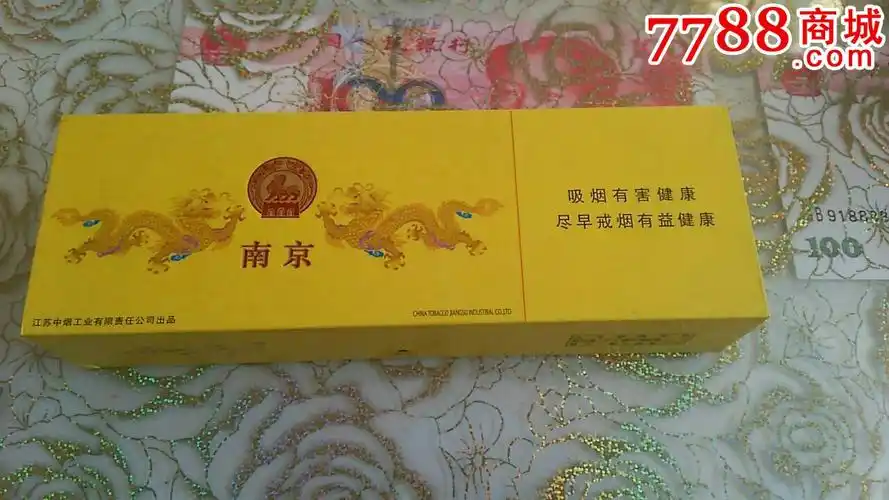 7788商城
.com
南京
吸烟有害健康
尽早戒烟有益健康
江苏中烟工业有限责任公司出品
CHINA TOBACCO JIANGSU INDUSTRIAL CO.,LTD
100